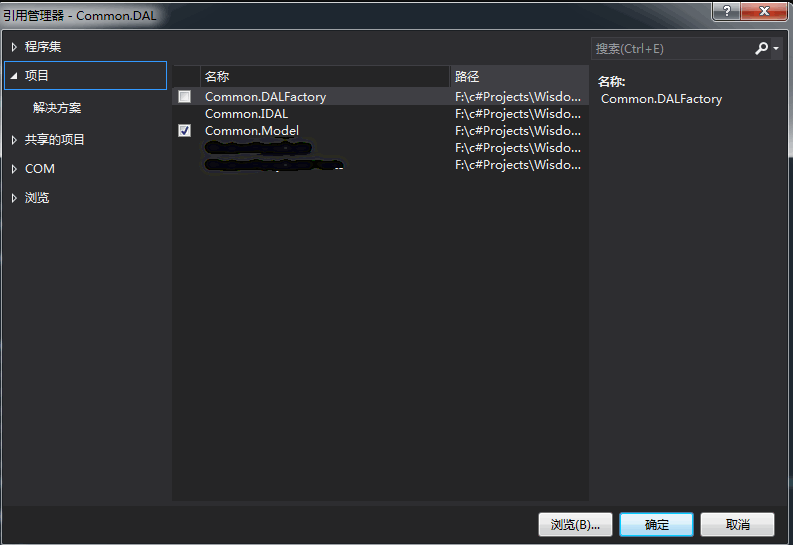 引用管理器 - Common.DAL
程序集
项目
解决方案
共享的项目
COM
浏览
名称 路径
Common.DALFactory F:\c#Projects\Wisdo...
Common.IDAL F:\c#Projects\Wisdo...
Common.Model F:\c#Projects\Wisdo...
F:\c#Projects\Wisdo...
F:\c#Projects\Wisdo...
搜索(Ctrl+E)
名称:
Common.DALFactory
浏览(B)... 确定 取消